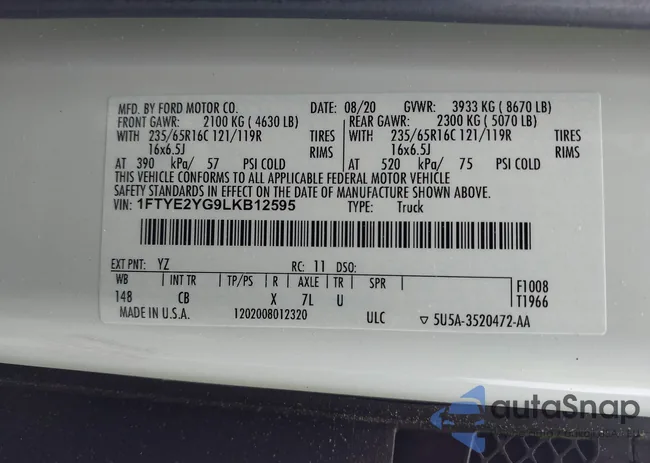 MFD. BY FORD MOTOR CO. DATE: 08/20 GVWR: 3933 KG ( 8670 LB)
FRONT GAWR: 2100 KG ( 4630 LB) REAR GAWR: 2300 KG ( 5070 LB)
WITH 235/65R16C 121/119R TIRES WITH 235/65R16C 121/119R TIRES
16x6.5J RIMS 16x6.5J RIMS
AT 390 kPa/ 57 PSI COLD AT 520 kPa/ 75 PSI COLD
THIS VEHICLE CONFORMS TO ALL APPLICABLE FEDERAL MOTOR VEHICLE
SAFETY STANDARDS IN EFFECT ON THE DATE OF MANUFACTURE SHOWN ABOVE.
VIN: 1FTYE2YG9LKB12595 TYPE: Truck
EXT PNT: YZ RC: 11 DSO:
WB INT TR TP/PS R AXLE TR SPR F1008
148 CB X 7L U T1966
MADE IN U.S.A. 1202008012320 ULC ▽ 5U5A-3520472-AA
autoSnap